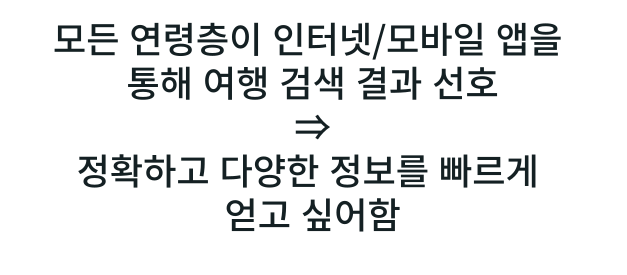 모든 연령층이 인터넷/모바일 앱을
통해 여행 검색 결과 선호
⇒
정확하고 다양한 정보를 빠르게
얻고 싶어함